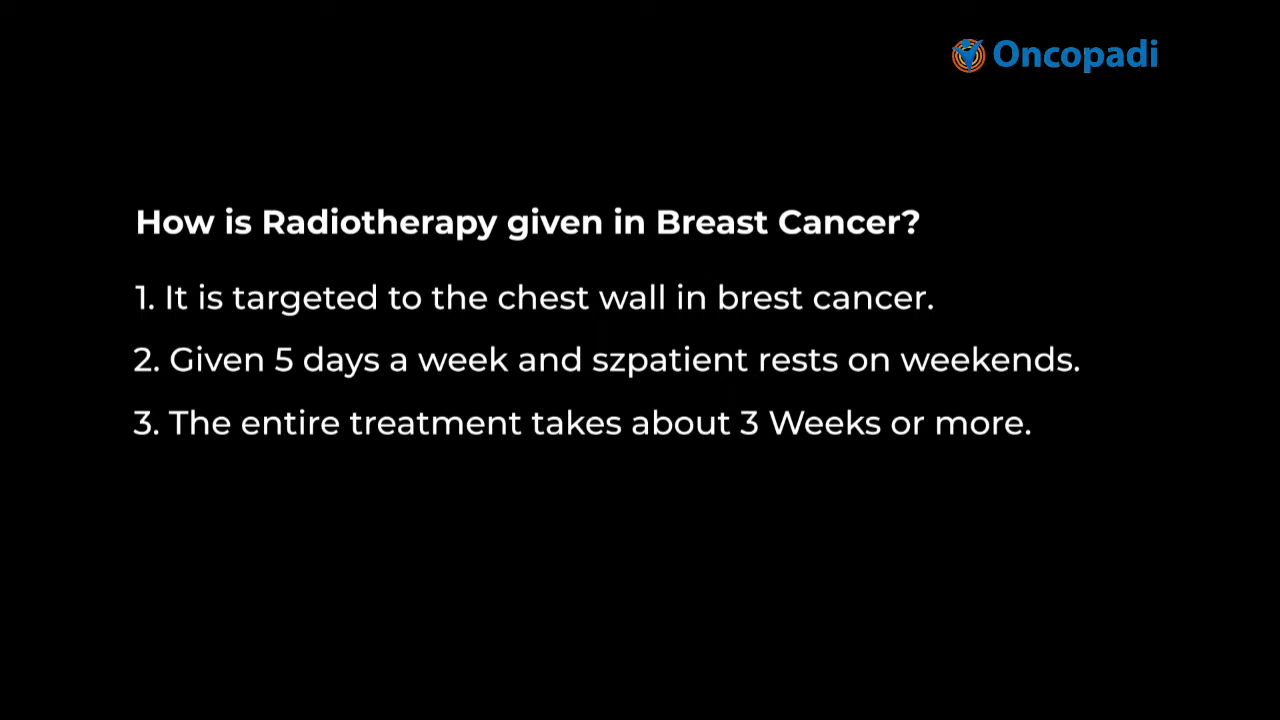 Oncopadi
How is Radiotherapy given in Breast Cancer?
1. It is targeted to the chest wall in brest cancer.
2. Given 5 days a week and szpatient rests on weekends.
3. The entire treatment takes about 3 Weeks or more.